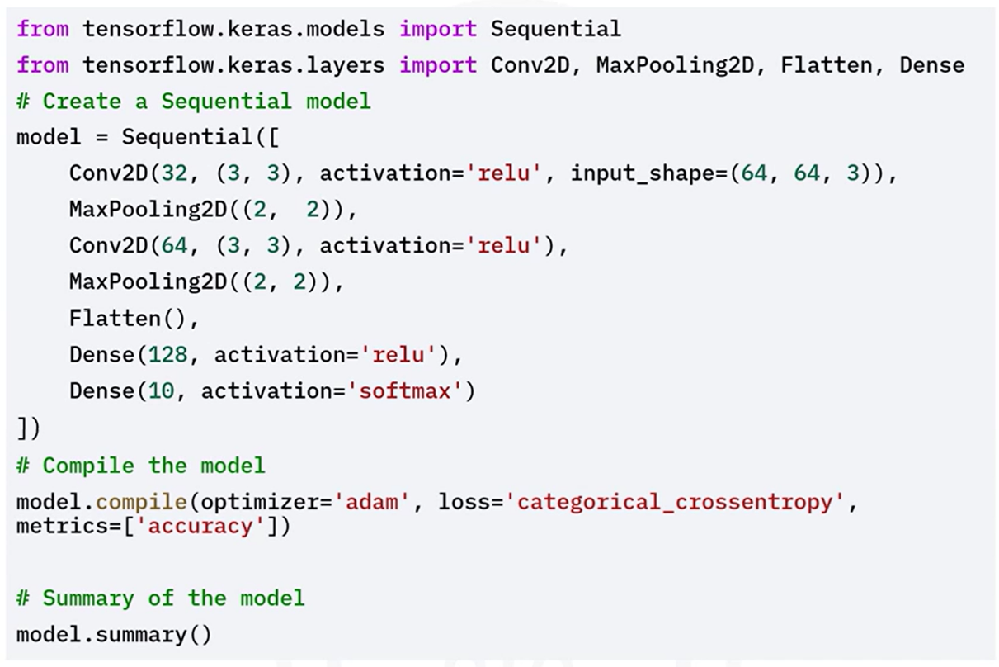 from tensorflow.keras.models import Sequential
from tensorflow.keras.layers import Conv2D, MaxPooling2D, Flatten, Dense
# Create a Sequential model
model = Sequential([
    Conv2D(32, (3, 3), activation='relu', input_shape=(64, 64, 3)),
    MaxPooling2D((2,  2)),
    Conv2D(64, (3, 3), activation='relu'),
    MaxPooling2D((2, 2)),
    Flatten(),
    Dense(128, activation='relu'),
    Dense(10, activation='softmax')
])
# Compile the model
model.compile(optimizer='adam', loss='categorical_crossentropy',
metrics=['accuracy'])
# Summary of the model
model.summary()